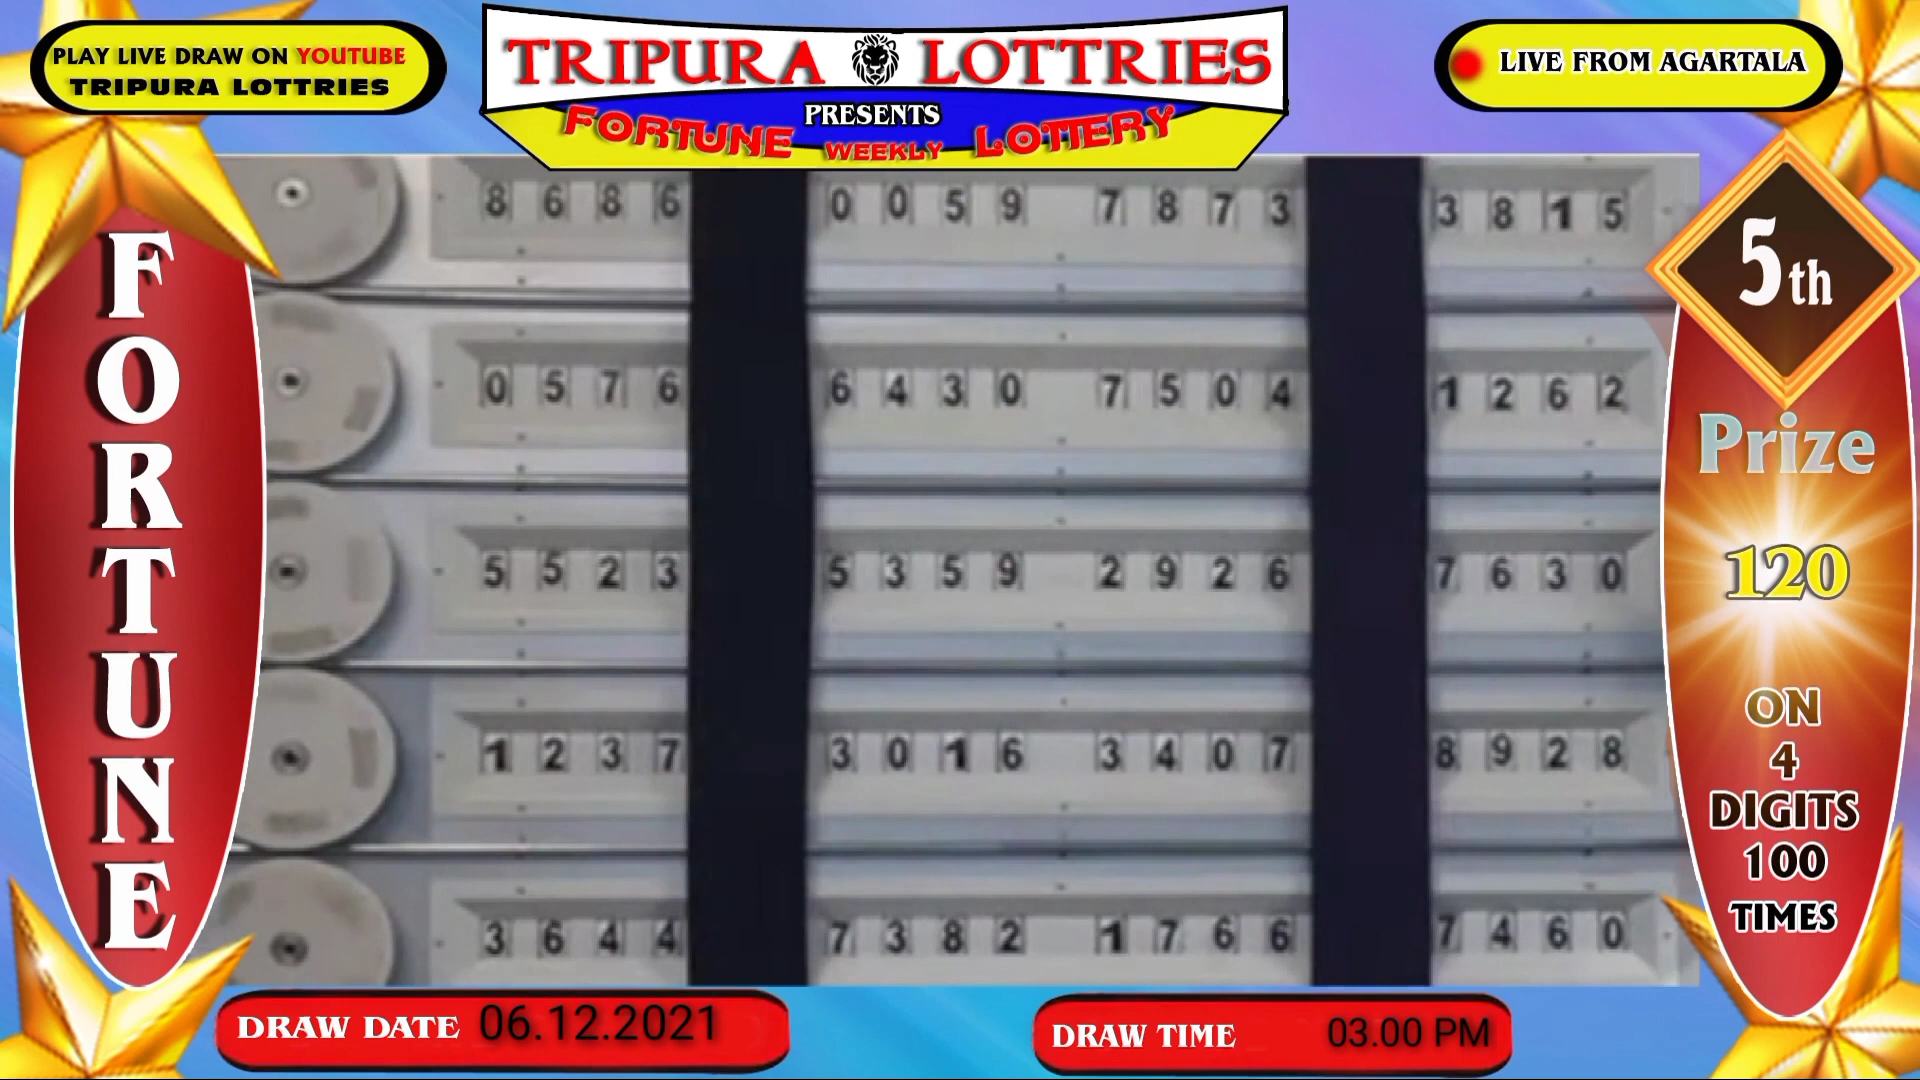 PLAY LIVE DRAW ON YOUTUBE
TRIPURA LOTTRIES
TRIPURA LOTTRIES
PRESENTS
FORTUNE WEEKLY LOTTERY
LIVE FROM AGARTALA
FORTUNE
8686 0059 7873 3815
0576 6430 7504 1262
5523 5359 2926 7630
1237 3016 3407 8928
3644 7382 1766 7460
5th
Prize
120
ON
4
DIGITS
100
TIMES
DRAW DATE 06.12.2021
DRAW TIME 03.00 PM